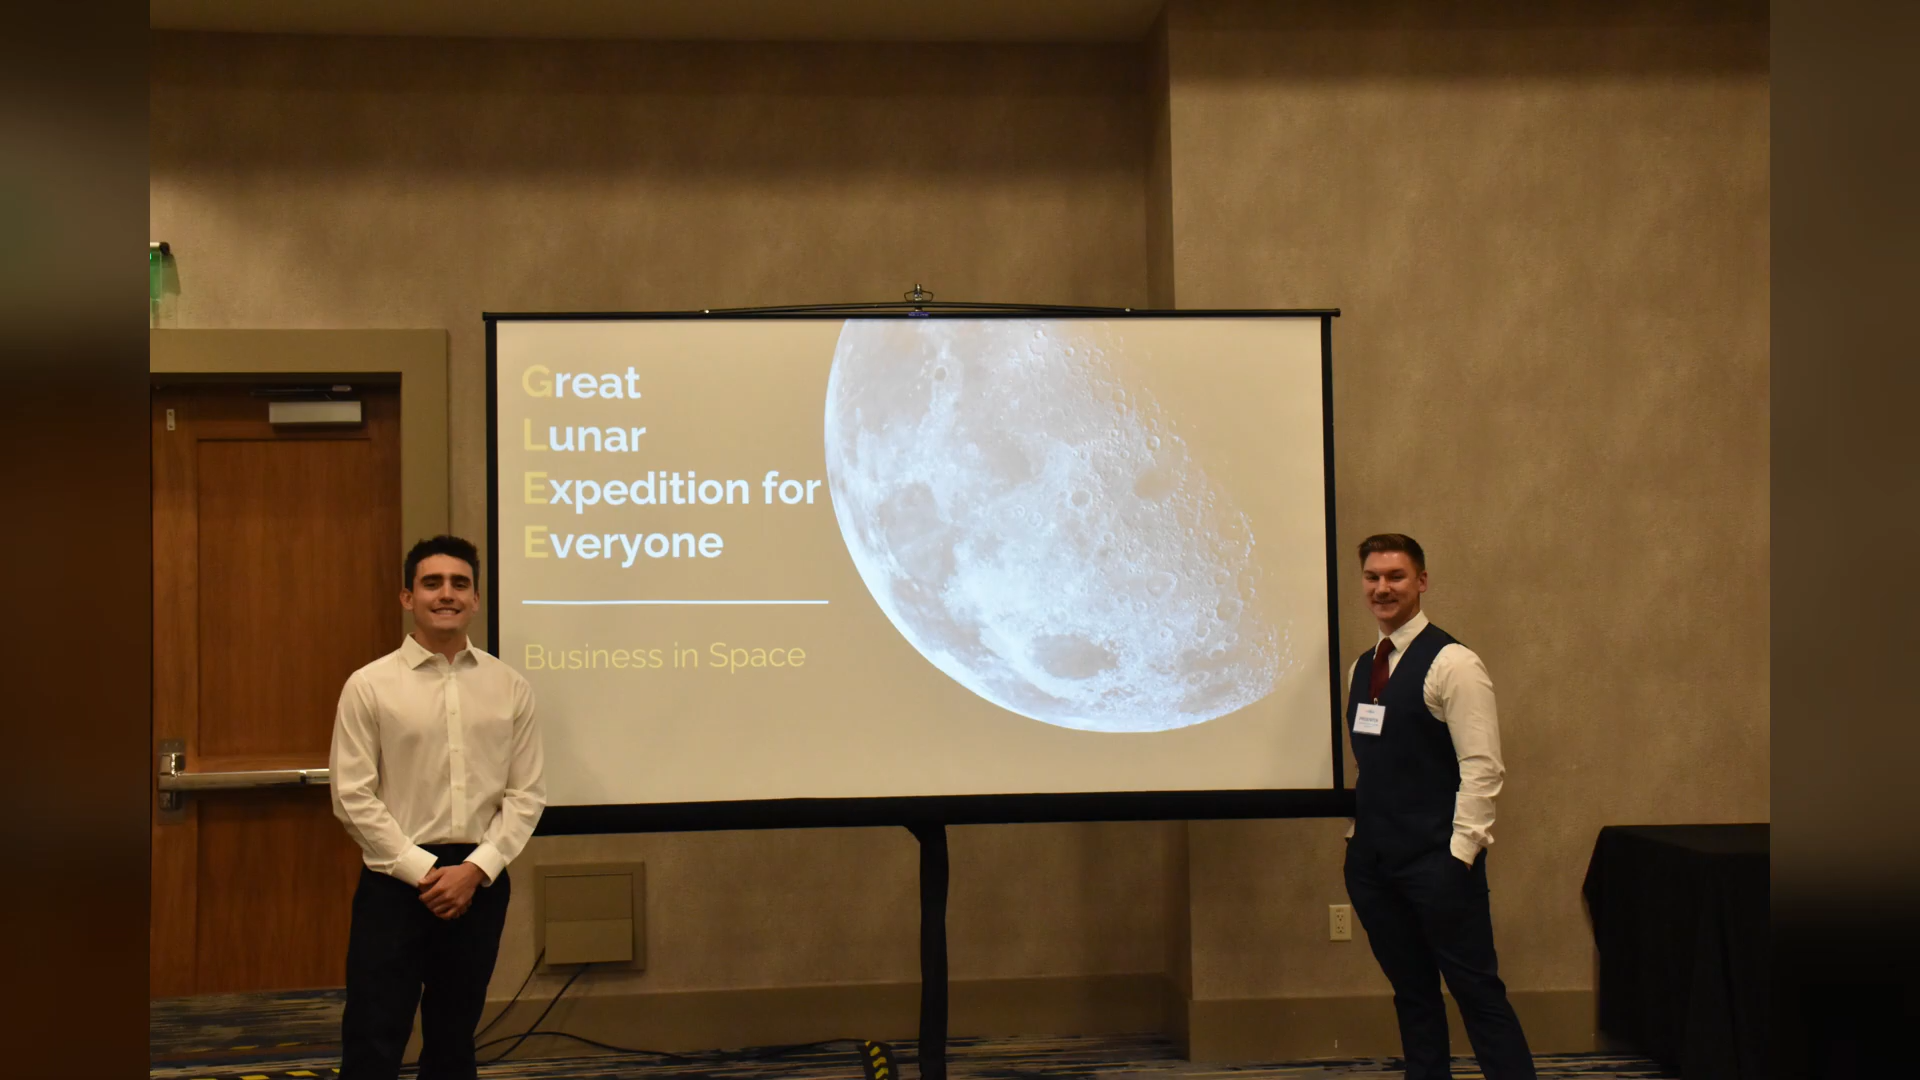 Great
Lunar
Expedition for
Everyone
Business in Space
PRESENTER